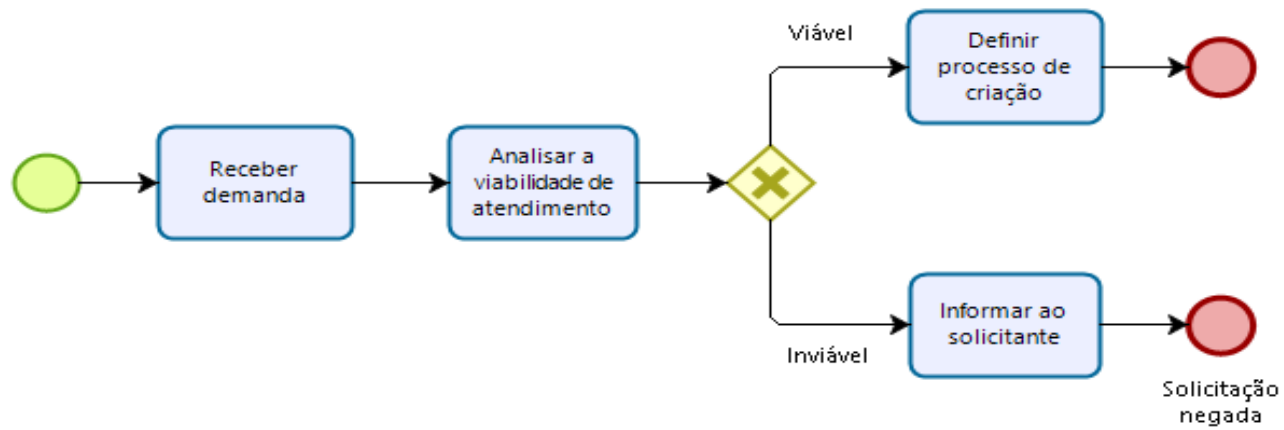 Receber
demanda
Analisar a
viabilidade de
atendimento
Viável
Definir
processo de
criação
Inviável
Informar ao
solicitante
Solicitação
negada